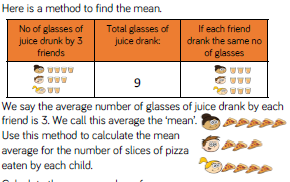 Here is a method to find the mean.
No of glasses of
juice drunk by 3
friends
Total glasses of
juice drank:
If each friend
drank the same no
of glasses
9
We say the average number of glasses of juice drank by each
friend is 3. We call this average the ‘mean’.
Use this method to calculate the mean
average for the number of slices of pizza
eaten by each child.